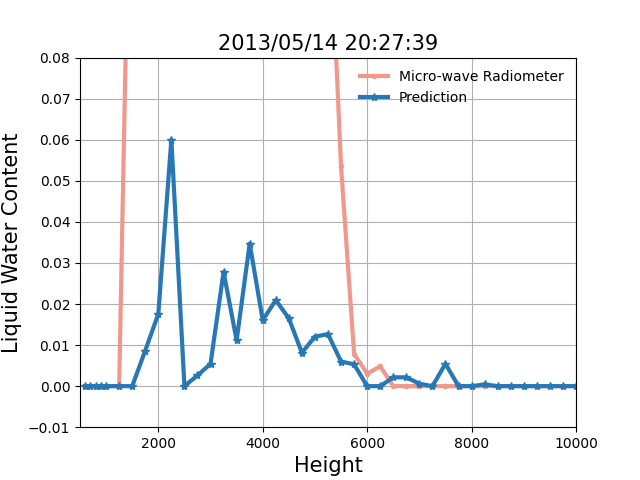 2013/05/14 20:27:39
Micro-wave Radiometer
Prediction
Liquid Water Content
0.08
0.07
0.06
0.05
0.04
0.03
0.02
0.01
0.00
−0.01
2000 4000 6000 8000 10000
Height